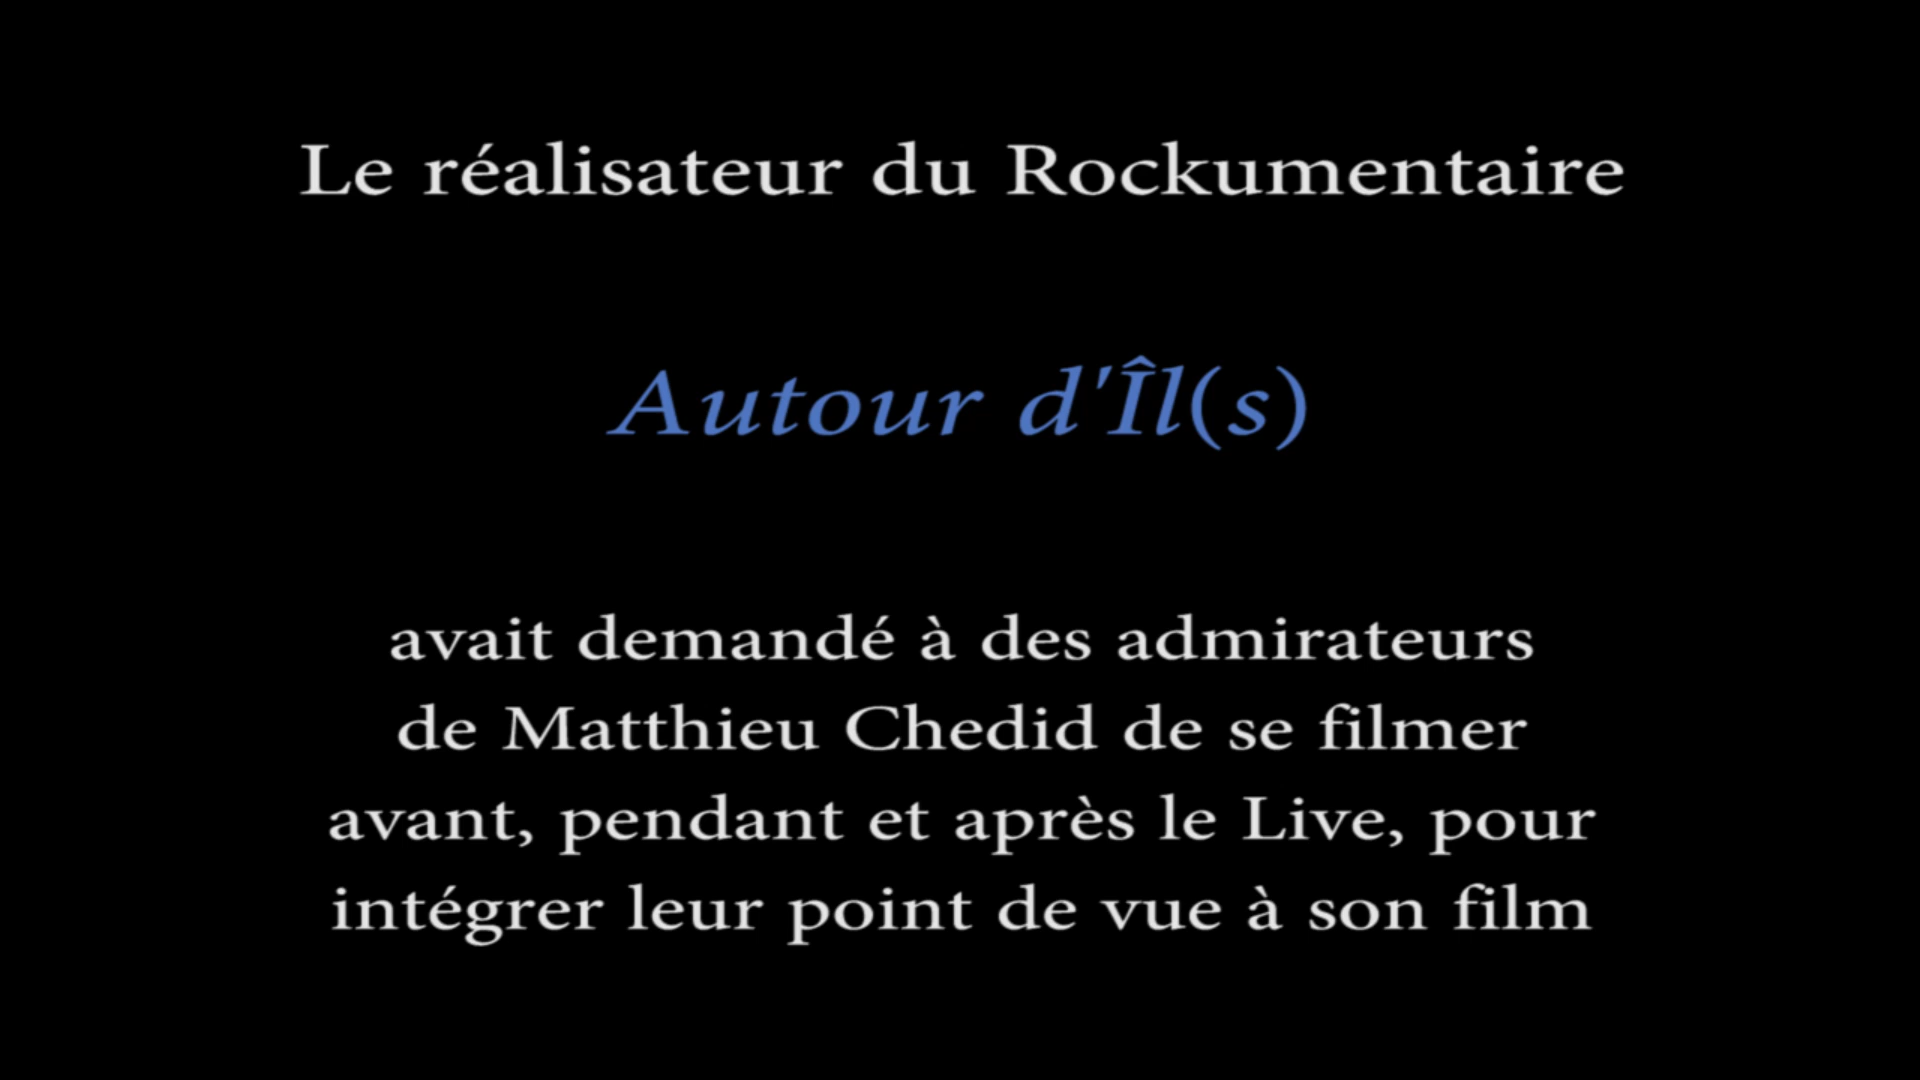 Le réalisateur du Rockumentaire
Autour d'Îl(s)
avait demandé à des admirateurs
de Matthieu Chedid de se filmer
avant, pendant et après le Live, pour
intégrer leur point de vue à son film